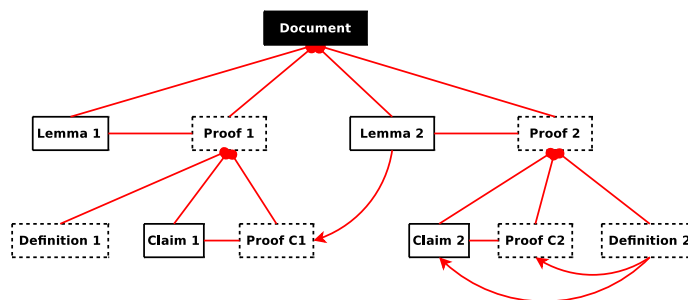 Document
Lemma 1
Proof 1
Lemma 2
Proof 2
Definition 1
Claim 1
Proof C1
Claim 2
Proof C2
Definition 2